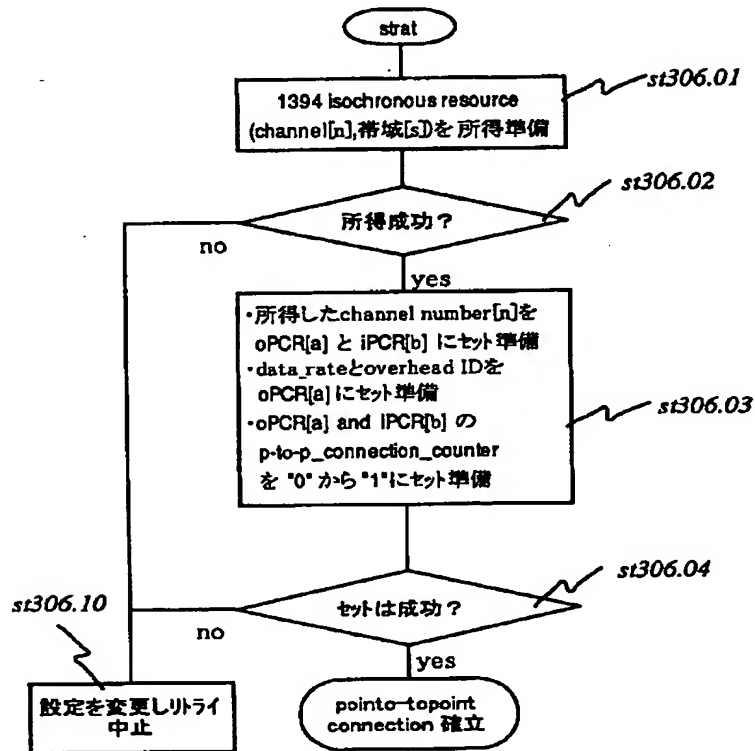 strat
st306.01
1394 isochronous resource
(channel[n],帯城[s])を所得準備
st306.02
所得成功？
no
yes
・所得したchannel number[n]を
oPCR[a] と iPCR[b] にセット準備
・data_rateとoverhead IDを
oPCR[a]にセット準備
・oPCR[a] and iPCR[b] の
p-to-p_connection_counter
を "0" から "1"にセット準備
st306.03
st306.04
セットは成功？
st306.10
no
yes
設定を変更しリトライ
中止
pointo-topoint
connection 確立